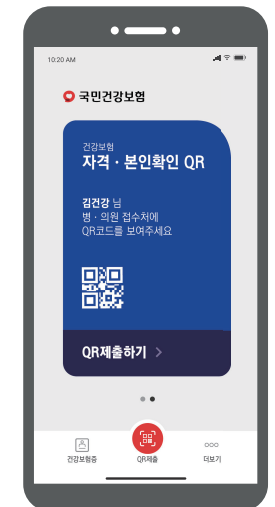 10:20 AM
국민건강보험
건강보험
자격 · 본인확인 QR
김건강 님
병 · 의원 접수처에
QR코드를 보여주세요
QR제출하기 >
건강보험증
QR제출
더보기